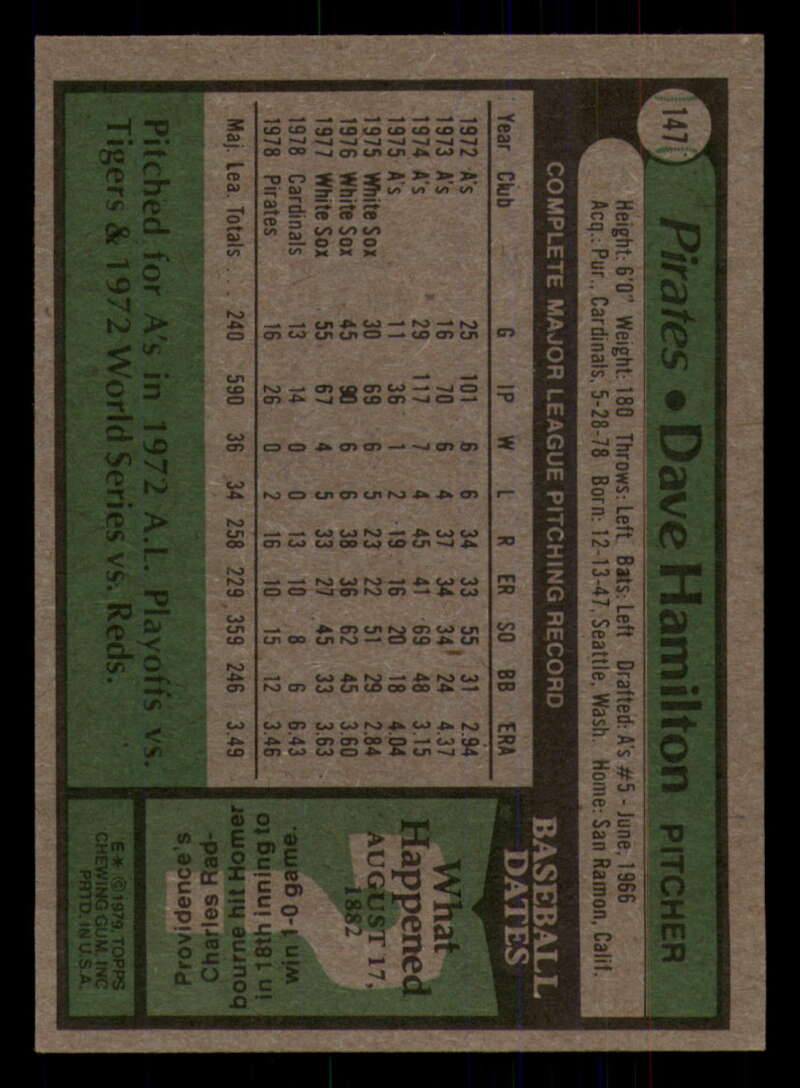 147
Pirates • Dave Hamilton PITCHER
Height: 6'0" Weight: 180 Throws: Left Bats: Left Drafted: A's #5 - June, 1966
Acq.: Pur., Cardinals, 5-28-78 Born: 12-13-47, Seattle, Wash. Home: San Ramon, Calif.
COMPLETE MAJOR LEAGUE PITCHING RECORD
Year Club G IP W L R ER SO BB ERA
1972 A's 25 101 6 6 34 33 55 31 2.94
1973 A's 16 70 6 4 37 34 34 24 4.37
1974 A's 29 117 7 4 45 41 69 48 3.15
1975 A's 11 36 1 2 19 16 20 18 4.04
1975 White Sox 30 69 6 5 23 22 51 29 2.84
1976 White Sox 45 90 6 6 38 36 62 45 3.60
1977 White Sox 55 67 4 5 33 27 45 33 3.63
1978 Cardinals 13 14 0 0 13 10 8 6 6.43
1978 Pirates 16 26 0 2 16 10 15 12 3.46
Maj. Lea. Totals . . . 240 590 36 34 258 229 359 246 3.49
Pitched for A's in 1972 A.L. Playoffs vs.
Tigers & 1972 World Series vs. Reds.
BASEBALL
DATES
What
Happened
AUGUST 17,
1882
Providence's
Charles Rad-
bourne hit Homer
in 18th inning to
win 1-0 game.
E * © 1979, TOPPS
CHEWING GUM, INC
PRTD. IN U.S.A.